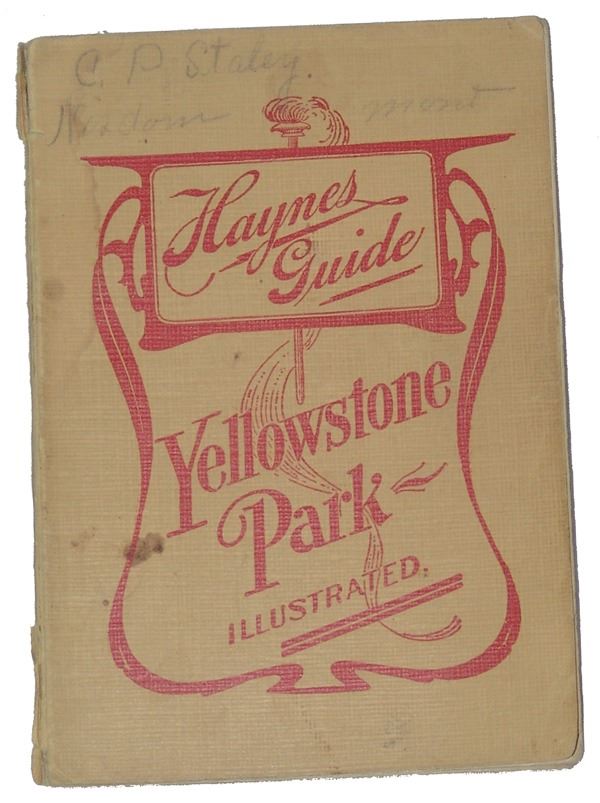 C. P. Staley.
Wisdom mont
Haynes
Guide
Yellowstone
Park
ILLUSTRATED.